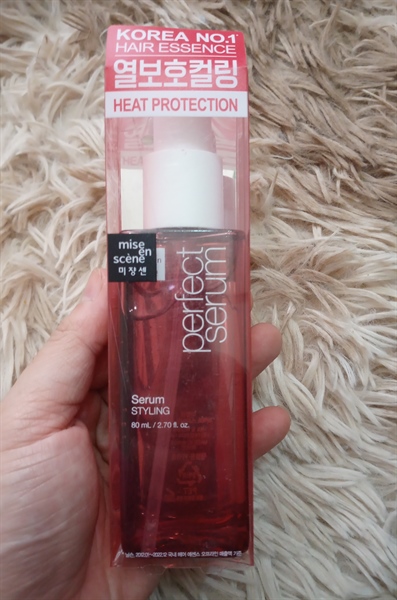 KOREA NO.1*
HAIR ESSENCE
열보호컬링
HEAT PROTECTION
mise
en
scène
미쟝센
perfect
serum
Serum
STYLING
80 mL / 2.70 fl. oz.